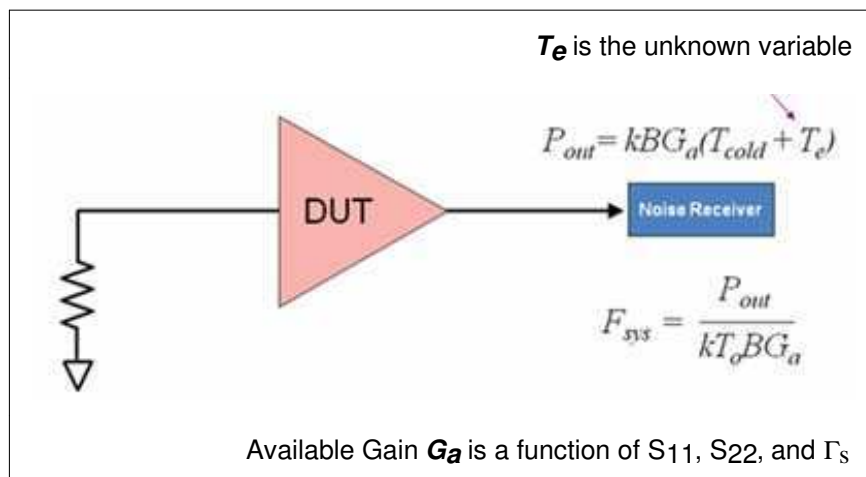 Te is the unknown variable
Pout = kBGa(Tcold + Te)
DUT
Noise Receiver
Fsys = Pout / kToBGa
Available Gain Ga is a function of S11, S22, and ΓS